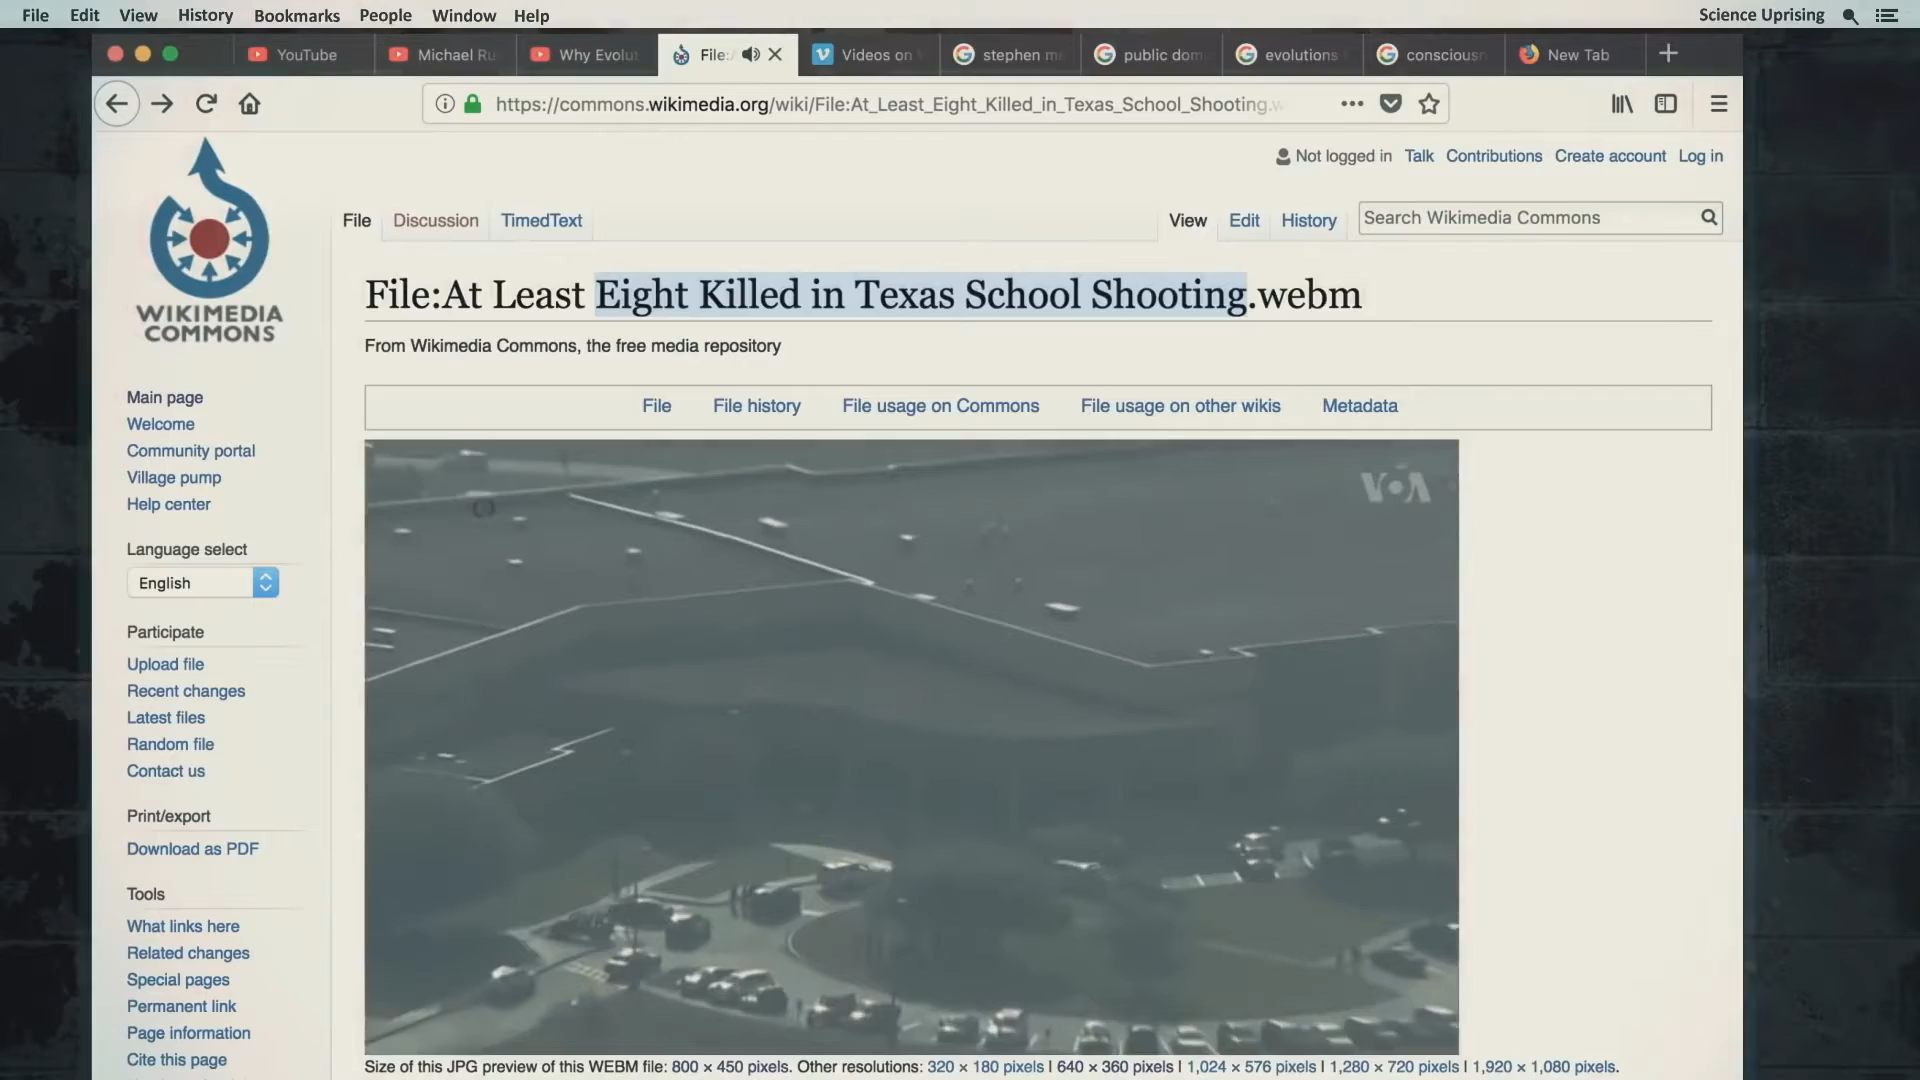 File Edit View History Bookmarks People Window Help Science Uprising
YouTube Michael Ru Why Evolut File: Videos on stephen me public dom evolutions consciousn New Tab
https://commons.wikimedia.org/wiki/File:At_Least_Eight_Killed_in_Texas_School_Shooting.w
Not logged in Talk Contributions Create account Log in
File Discussion TimedText View Edit History Search Wikimedia Commons
WIKIMEDIA
COMMONS
File:At Least Eight Killed in Texas School Shooting.webm
From Wikimedia Commons, the free media repository
File File history File usage on Commons File usage on other wikis Metadata
VOA
Main page
Welcome
Community portal
Village pump
Help center
Language select
English
Participate
Upload file
Recent changes
Latest files
Random file
Contact us
Print/export
Download as PDF
Tools
What links here
Related changes
Special pages
Permanent link
Page information
Cite this page
Size of this JPG preview of this WEBM file: 800 × 450 pixels. Other resolutions: 320 × 180 pixels | 640 × 360 pixels | 1,024 × 576 pixels | 1,280 × 720 pixels | 1,920 × 1,080 pixels.